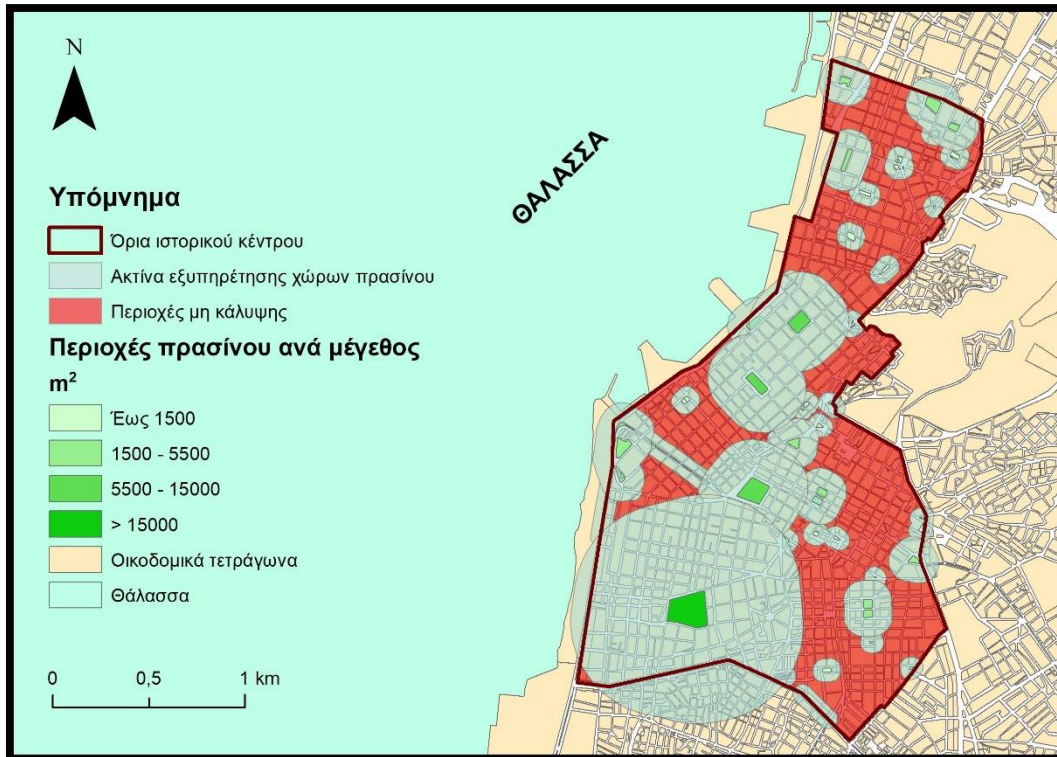 N
ΘΑΛΑΣΣΑ
Υπόμνημα
Όρια ιστορικού κέντρου
Ακτίνα εξυπηρέτησης χώρων πρασίνου
Περιοχές μη κάλυψης
Περιοχές πρασίνου ανά μέγεθος
m²
Έως 1500
1500 - 5500
5500 - 15000
> 15000
Οικοδομικά τετράγωνα
Θάλασσα
0 0,5 1 km